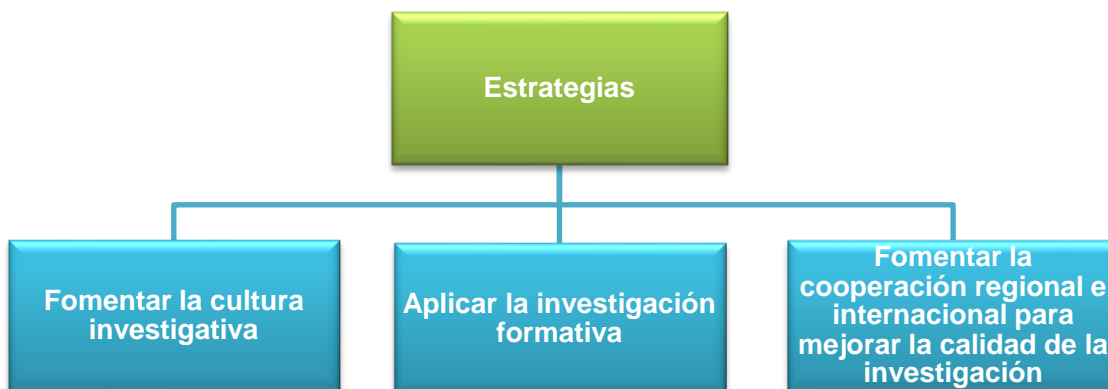 Estrategias
Fomentar la cultura
investigativa
Aplicar la investigación
formativa
Fomentar la
cooperación regional e
internacional para
mejorar la calidad de la
investigación